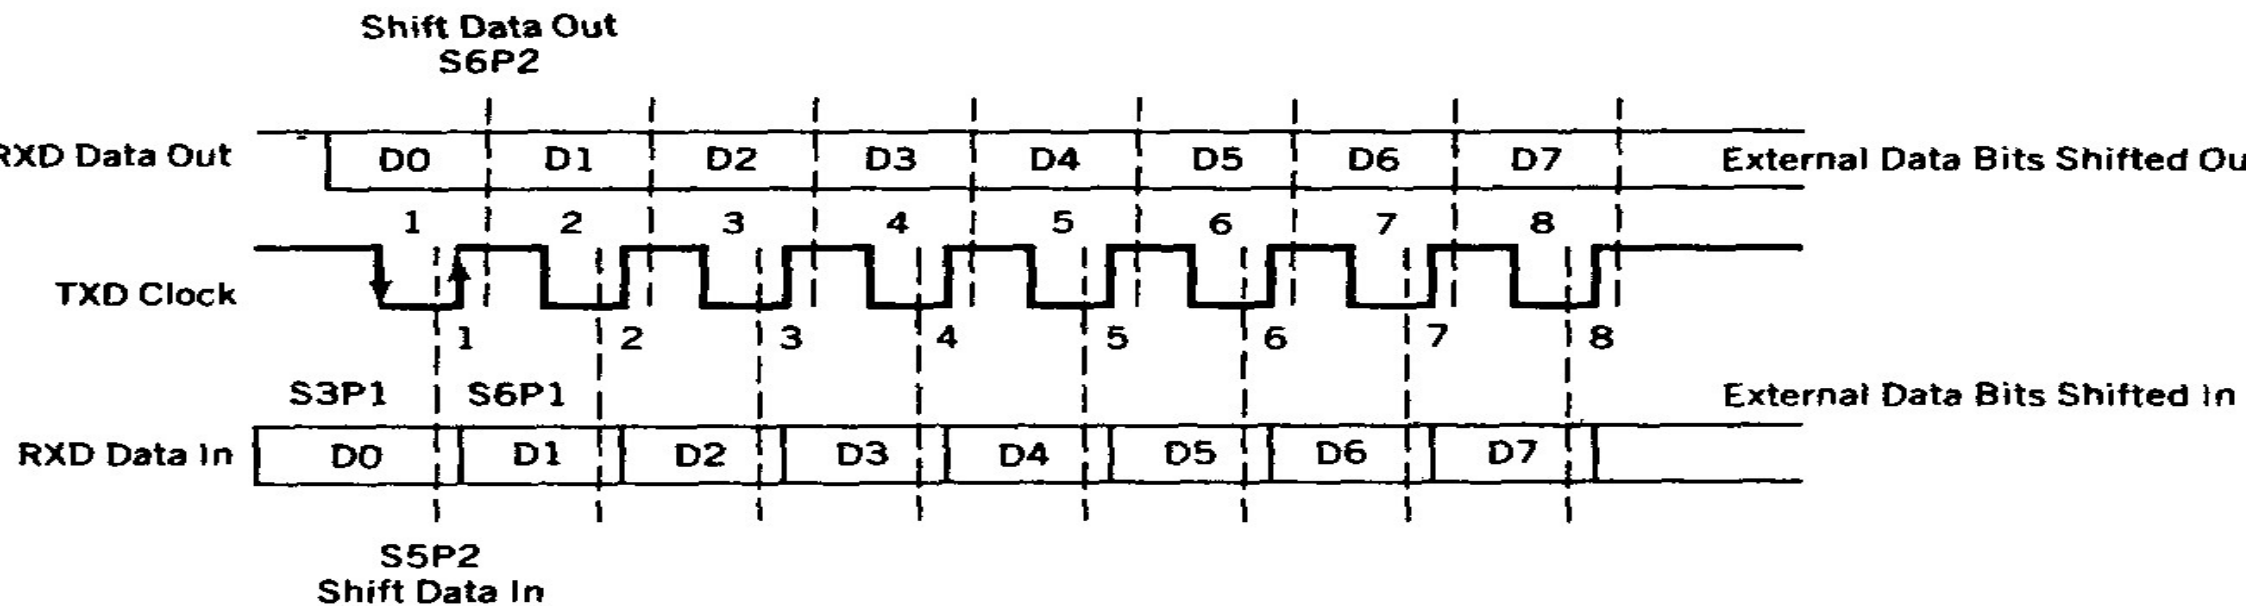 Shift Data Out
S6P2
RXD Data Out D0 D1 D2 D3 D4 D5 D6 D7 External Data Bits Shifted Ou
1 2 3 4 5 6 7 8
TXD Clock
1 2 3 4 5 6 7 8
S3P1 S6P1 External Data Bits Shifted In
RXD Data In D0 D1 D2 D3 D4 D5 D6 D7
S5P2
Shift Data In